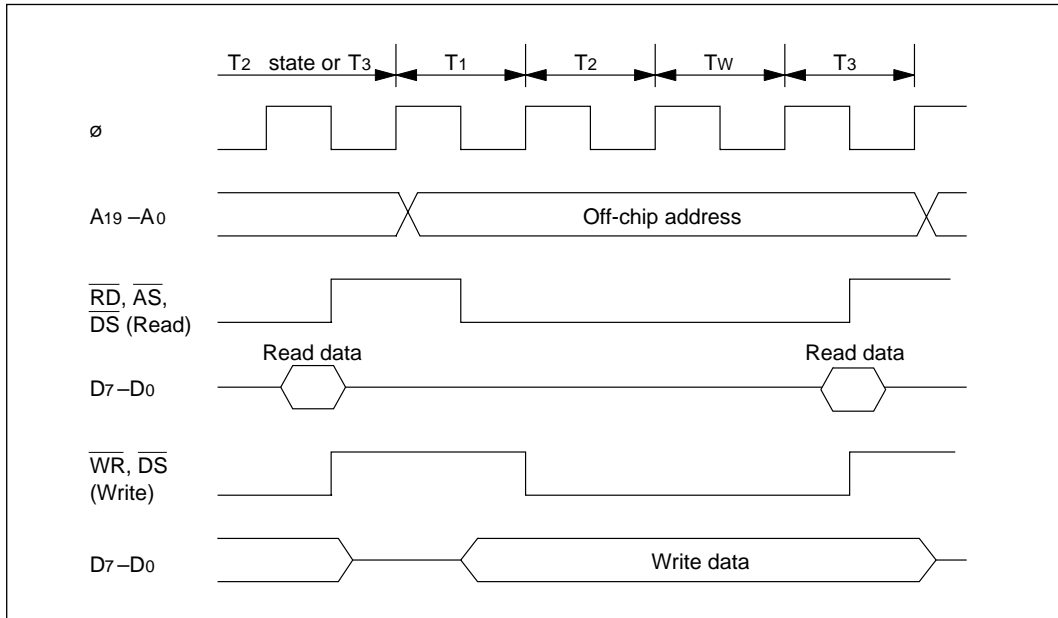 T2 state or T3 T1 T2 TW T3
ø
A19 –A0 Off-chip address
RD, AS,
DS (Read)
Read data Read data
D7–D0
WR, DS
(Write)
D7–D0 Write data